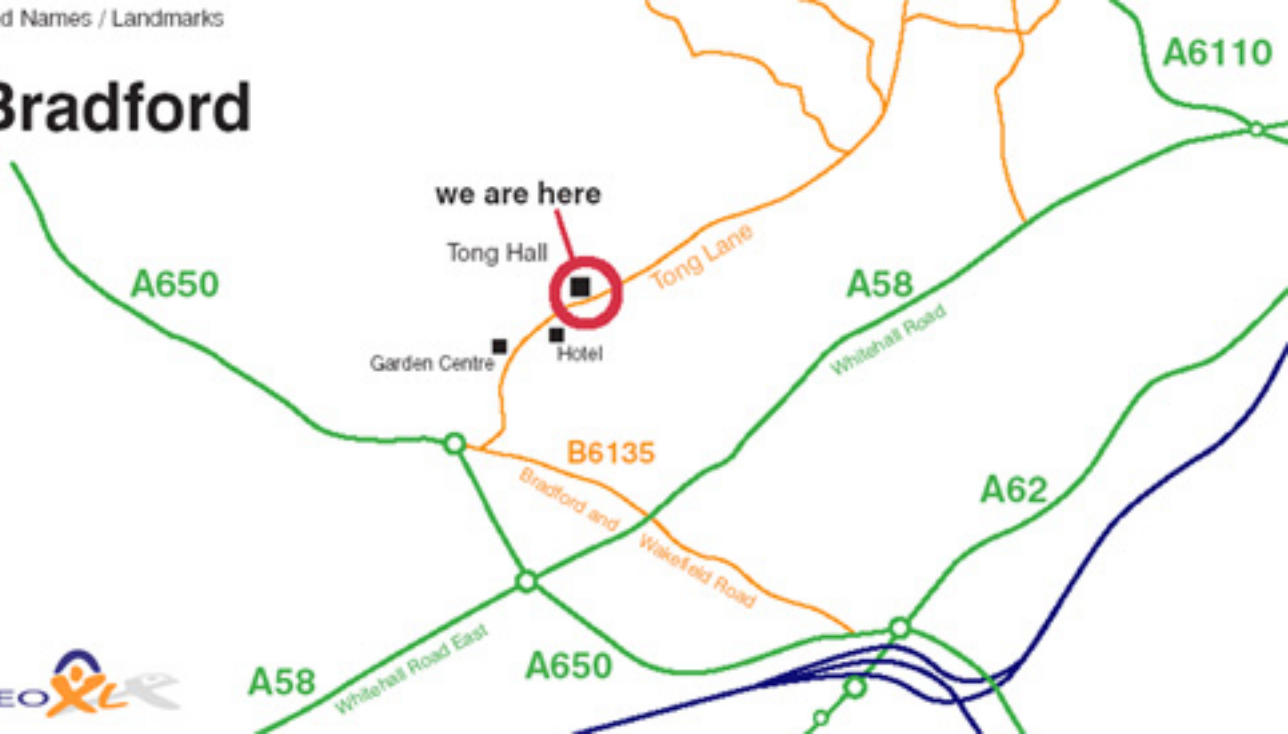 d Names / Landmarks
Bradford
A6110
we are here
Tong Hall
Tong Lane
A650
A58
Whitehall Road
Garden Centre
Hotel
B6135
Bradford and Wakefield Road
A62
A58
Whitehall Road East
A650
EOXL